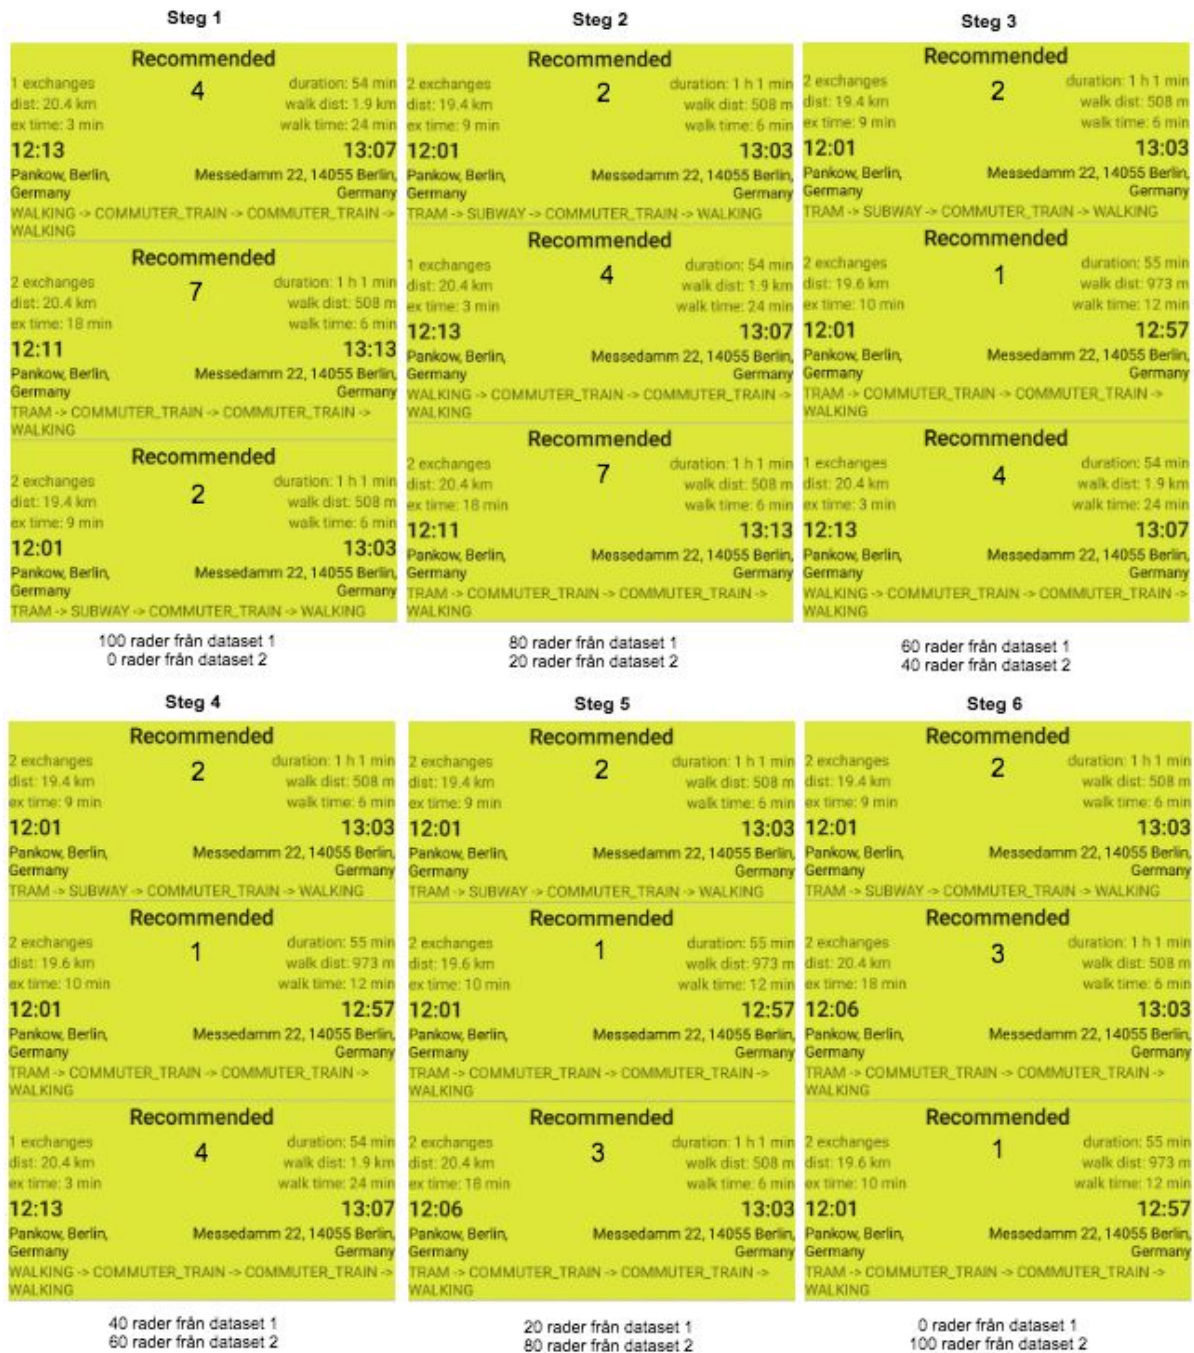 Steg 1
Recommended
1 exchanges
4
duration: 54 min
dist: 20.4 km
walk dist: 1.9 km
ex time: 3 min
walk time: 24 min
12:13
13:07
Pankow, Berlin,
Messedamm 22, 14055 Berlin,
Germany
Germany
WALKING -> COMMUTER_TRAIN -> COMMUTER_TRAIN ->
WALKING
Recommended
2 exchanges
7
duration: 1 h 1 min
dist: 20.4 km
walk dist: 508 m
ex time: 18 min
walk time: 6 min
12:11
13:13
Pankow, Berlin,
Messedamm 22, 14055 Berlin,
Germany
Germany
TRAM -> COMMUTER_TRAIN -> COMMUTER_TRAIN ->
WALKING
Recommended
2 exchanges
2
duration: 1 h 1 min
dist: 19.4 km
walk dist: 508 m
ex time: 9 min
walk time: 6 min
12:01
13:03
Pankow, Berlin,
Messedamm 22, 14055 Berlin,
Germany
Germany
TRAM -> SUBWAY -> COMMUTER_TRAIN -> WALKING
100 rader från dataset 1
0 rader från dataset 2
Steg 2
Recommended
2 exchanges
2
duration: 1 h 1 min
dist: 19.4 km
walk dist: 508 m
ex time: 9 min
walk time: 6 min
12:01
13:03
Pankow, Berlin,
Messedamm 22, 14055 Berlin,
Germany
Germany
TRAM -> SUBWAY -> COMMUTER_TRAIN -> WALKING
Recommended
1 exchanges
4
duration: 54 min
dist: 20.4 km
walk dist: 1.9 km
ex time: 3 min
walk time: 24 min
12:13
13:07
Pankow, Berlin,
Messedamm 22, 14055 Berlin,
Germany
Germany
WALKING -> COMMUTER_TRAIN -> COMMUTER_TRAIN ->
WALKING
Recommended
2 exchanges
7
duration: 1 h 1 min
dist: 20.4 km
walk dist: 508 m
ex time: 18 min
walk time: 6 min
12:11
13:13
Pankow, Berlin,
Messedamm 22, 14055 Berlin,
Germany
Germany
TRAM -> COMMUTER_TRAIN -> COMMUTER_TRAIN ->
WALKING
80 rader från dataset 1
20 rader från dataset 2
Steg 3
Recommended
2 exchanges
2
duration: 1 h 1 min
dist: 19.4 km
walk dist: 508 m
ex time: 9 min
walk time: 6 min
12:01
13:03
Pankow, Berlin,
Messedamm 22, 14055 Berlin,
Germany
Germany
TRAM -> SUBWAY -> COMMUTER_TRAIN -> WALKING
Recommended
2 exchanges
1
duration: 55 min
dist: 19.6 km
walk dist: 973 m
ex time: 10 min
walk time: 12 min
12:01
12:57
Pankow, Berlin,
Messedamm 22, 14055 Berlin,
Germany
Germany
TRAM -> COMMUTER_TRAIN -> COMMUTER_TRAIN ->
WALKING
Recommended
1 exchanges
4
duration: 54 min
dist: 20.4 km
walk dist: 1.9 km
ex time: 3 min
walk time: 24 min
12:13
13:07
Pankow, Berlin,
Messedamm 22, 14055 Berlin,
Germany
Germany
WALKING -> COMMUTER_TRAIN -> COMMUTER_TRAIN ->
WALKING
60 rader från dataset 1
40 rader från dataset 2
Steg 4
Recommended
2 exchanges
2
duration: 1 h 1 min
dist: 19.4 km
walk dist: 508 m
ex time: 9 min
walk time: 6 min
12:01
13:03
Pankow, Berlin,
Messedamm 22, 14055 Berlin,
Germany
Germany
TRAM -> SUBWAY -> COMMUTER_TRAIN -> WALKING
Recommended
2 exchanges
1
duration: 55 min
dist: 19.6 km
walk dist: 973 m
ex time: 10 min
walk time: 12 min
12:01
12:57
Pankow, Berlin,
Messedamm 22, 14055 Berlin,
Germany
Germany
TRAM -> COMMUTER_TRAIN -> COMMUTER_TRAIN ->
WALKING
Recommended
1 exchanges
4
duration: 54 min
dist: 20.4 km
walk dist: 1.9 km
ex time: 3 min
walk time: 24 min
12:13
13:07
Pankow, Berlin,
Messedamm 22, 14055 Berlin,
Germany
Germany
WALKING -> COMMUTER_TRAIN -> COMMUTER_TRAIN ->
WALKING
40 rader från dataset 1
60 rader från dataset 2
Steg 5
Recommended
2 exchanges
2
duration: 1 h 1 min
dist: 19.4 km
walk dist: 508 m
ex time: 9 min
walk time: 6 min
12:01
13:03
Pankow, Berlin,
Messedamm 22, 14055 Berlin,
Germany
Germany
TRAM -> SUBWAY -> COMMUTER_TRAIN -> WALKING
Recommended
2 exchanges
1
duration: 55 min
dist: 19.6 km
walk dist: 973 m
ex time: 10 min
walk time: 12 min
12:01
12:57
Pankow, Berlin,
Messedamm 22, 14055 Berlin,
Germany
Germany
TRAM -> COMMUTER_TRAIN -> COMMUTER_TRAIN ->
WALKING
Recommended
2 exchanges
3
duration: 1 h 1 min
dist: 20.4 km
walk dist: 508 m
ex time: 18 min
walk time: 6 min
12:06
13:03
Pankow, Berlin,
Messedamm 22, 14055 Berlin,
Germany
Germany
TRAM -> COMMUTER_TRAIN -> COMMUTER_TRAIN ->
WALKING
20 rader från dataset 1
80 rader från dataset 2
Steg 6
Recommended
2 exchanges
2
duration: 1 h 1 min
dist: 19.4 km
walk dist: 508 m
ex time: 9 min
walk time: 6 min
12:01
13:03
Pankow, Berlin,
Messedamm 22, 14055 Berlin,
Germany
Germany
TRAM -> SUBWAY -> COMMUTER_TRAIN -> WALKING
Recommended
2 exchanges
3
duration: 1 h 1 min
dist: 20.4 km
walk dist: 508 m
ex time: 18 min
walk time: 6 min
12:06
13:03
Pankow, Berlin,
Messedamm 22, 14055 Berlin,
Germany
Germany
TRAM -> COMMUTER_TRAIN -> COMMUTER_TRAIN ->
WALKING
Recommended
2 exchanges
1
duration: 55 min
dist: 19.6 km
walk dist: 973 m
ex time: 10 min
walk time: 12 min
12:01
12:57
Pankow, Berlin,
Messedamm 22, 14055 Berlin,
Germany
Germany
TRAM -> COMMUTER_TRAIN -> COMMUTER_TRAIN ->
WALKING
0 rader från dataset 1
100 rader från dataset 2